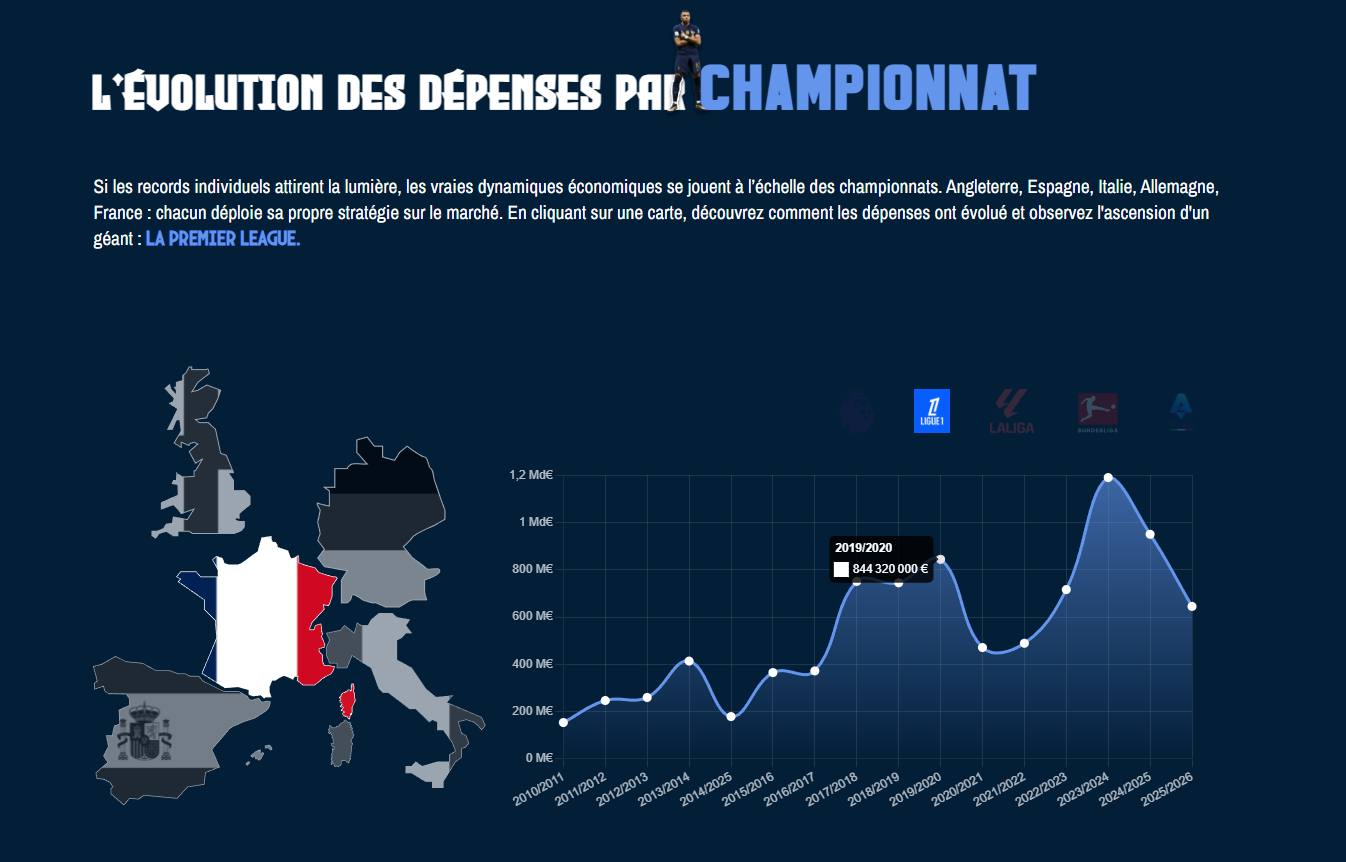 L'ÉVOLUTION DES DÉPENSES PAR CHAMPIONNAT
Si les records individuels attirent la lumière, les vraies dynamiques économiques se jouent à l'échelle des championnats. Angleterre, Espagne, Italie, Allemagne,
France : chacun déploie sa propre stratégie sur le marché. En cliquant sur une carte, découvrez comment les dépenses ont évolué et observez l'ascension d'un
géant : LA PREMIER LEAGUE.
LIGUE 1
LALIGA
BUNDESLIGA
1,2 Md€
1 Md€
800 M€
600 M€
400 M€
200 M€
0 M€
2019/2020
844 320 000 €
2010/2011
2011/2012
2012/2013
2013/2014
2014/2025
2015/2016
2016/2017
2017/2018
2018/2019
2019/2020
2020/2021
2021/2022
2022/2023
2023/2024
2024/2025
2025/2026